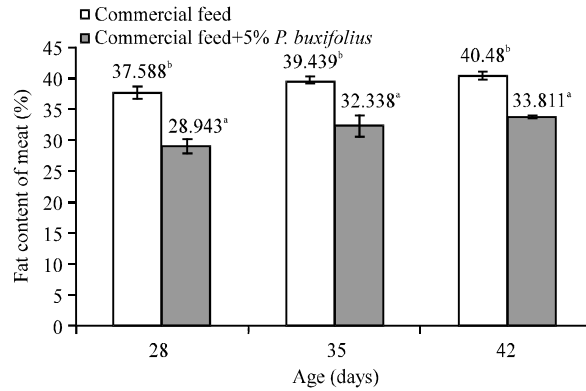 Commercial feed
Commercial feed+5% P. buxifolius
Fat content of meat (%)
45
40
35
30
25
20
15
10
5
0
37.588b
28.943a
39.439b
32.338a
40.48b
33.811a
28
35
42
Age (days)